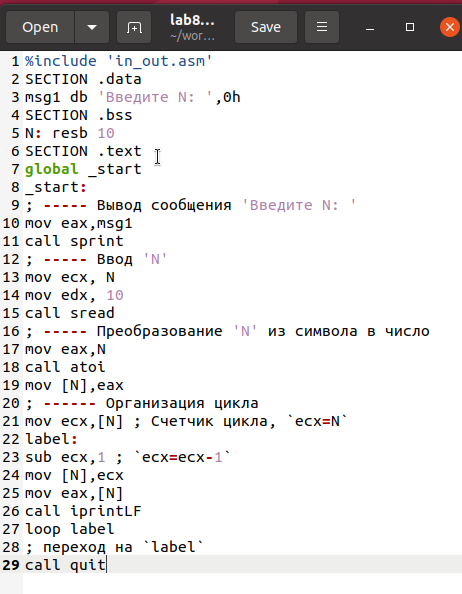 Open
lab8...
~/wor...
Save
1 %include 'in_out.asm'
2 SECTION .data
3 msg1 db 'Введите N: ',0h
4 SECTION .bss
5 N: resb 10
6 SECTION .text
7 global _start
8 _start:
9 ; ----- Вывод сообщения 'Введите N: '
10 mov eax,msg1
11 call sprint
12 ; ----- Ввод 'N'
13 mov ecx, N
14 mov edx, 10
15 call sread
16 ; ----- Преобразование 'N' из символа в число
17 mov eax,N
18 call atoi
19 mov [N],eax
20 ; ------ Организация цикла
21 mov ecx,[N] ; Счетчик цикла, `ecx=N`
22 label:
23 sub ecx,1 ; `ecx=ecx-1`
24 mov [N],ecx
25 mov eax,[N]
26 call iprintLF
27 loop label
28 ; переход на `label`
29 call quit